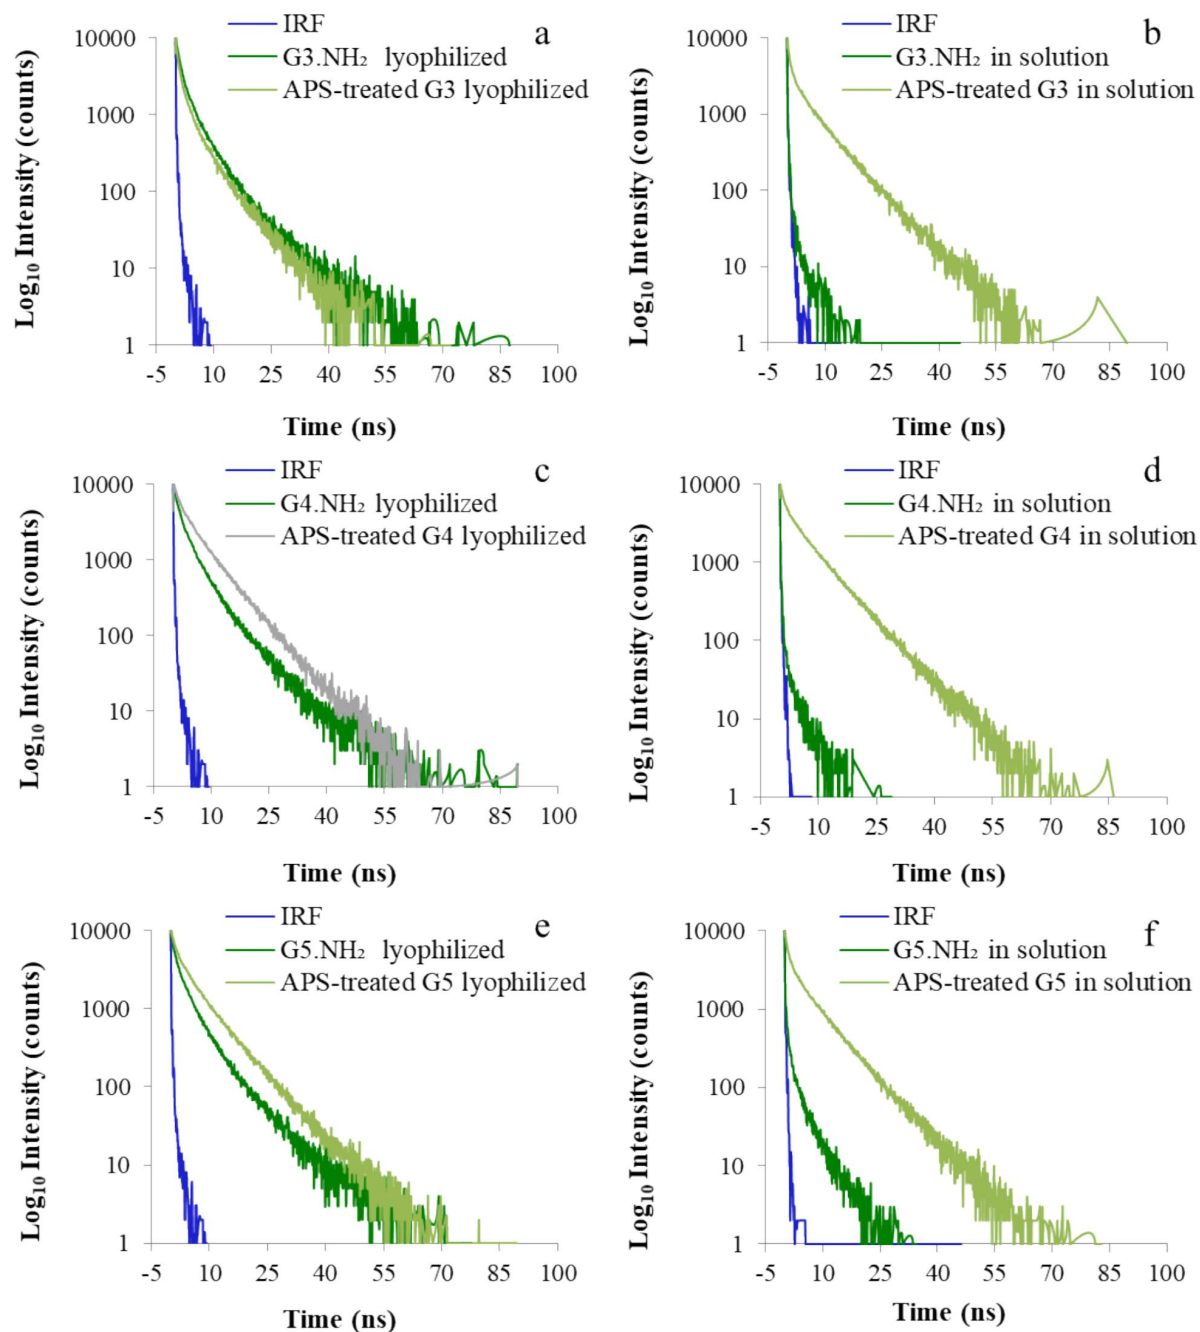 IRF
G3.NH₂ lyophilized
APS-treated G3 lyophilized
a
Log₁₀ Intensity (counts)
10000
1000
100
10
1
-5 10 25 40 55 70 85 100
Time (ns)
IRF
G3.NH₂ in solution
APS-treated G3 in solution
b
Log₁₀ Intensity (counts)
10000
1000
100
10
1
-5 10 25 40 55 70 85 100
Time (ns)
IRF
G4.NH₂ lyophilized
APS-treated G4 lyophilized
c
Log₁₀ Intensity (counts)
10000
1000
100
10
1
-5 10 25 40 55 70 85 100
Time (ns)
IRF
G4.NH₂ in solution
APS-treated G4 in solution
d
Log₁₀ Intensity (counts)
10000
1000
100
10
1
-5 10 25 40 55 70 85 100
Time (ns)
IRF
G5.NH₂ lyophilized
APS-treated G5 lyophilized
e
Log₁₀ Intensity (counts)
10000
1000
100
10
1
-5 10 25 40 55 70 85 100
Time (ns)
IRF
G5.NH₂ in solution
APS-treated G5 in solution
f
Log₁₀ Intensity (counts)
10000
1000
100
10
1
-5 10 25 40 55 70 85 100
Time (ns)